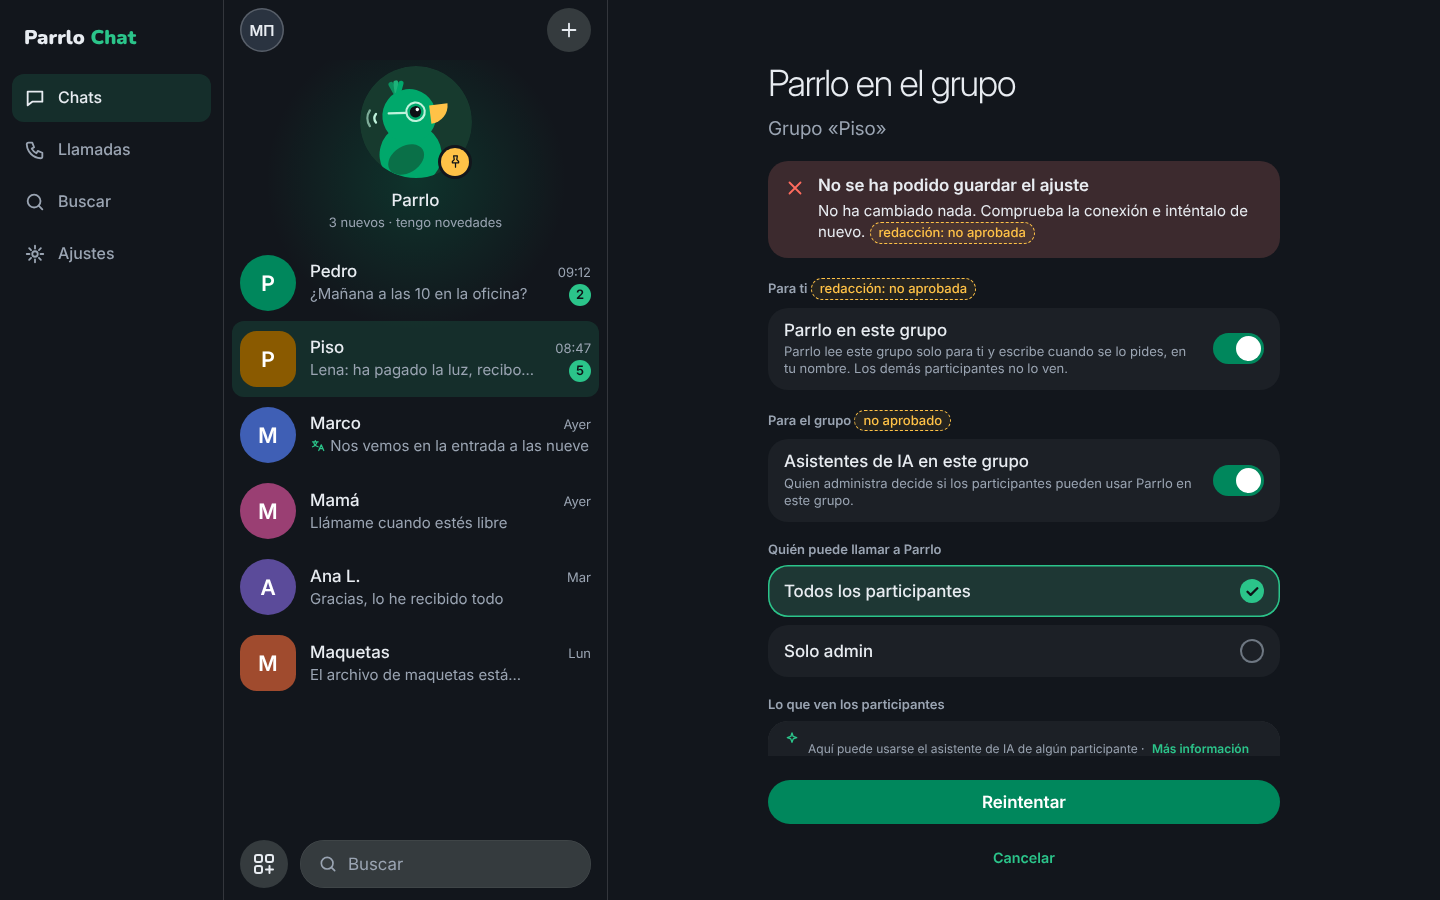 Parrlo Chat
Chats
Llamadas
Buscar
Ajustes
МП
Parrlo
3 nuevos · tengo novedades
P
Pedro
09:12
¿Mañana a las 10 en la oficina?
2
P
Piso
08:47
Lena: ha pagado la luz, recibo...
5
M
Marco
Ayer
Nos vemos en la entrada a las nueve
M
Mamá
Ayer
Llámame cuando estés libre
A
Ana L.
Mar
Gracias, lo he recibido todo
M
Maquetas
Lun
El archivo de maquetas está...
Buscar
Parrlo en el grupo
Grupo «Piso»
No se ha podido guardar el ajuste
No ha cambiado nada. Comprueba la conexión e inténtalo de
nuevo. redacción: no aprobada
Para ti redacción: no aprobada
Parrlo en este grupo
Parrlo lee este grupo solo para ti y escribe cuando se lo pides, en
tu nombre. Los demás participantes no lo ven.
Para el grupo no aprobado
Asistentes de IA en este grupo
Quien administra decide si los participantes pueden usar Parrlo en
este grupo.
Quién puede llamar a Parrlo
Todos los participantes
Solo admin
Lo que ven los participantes
Aquí puede usarse el asistente de IA de algún participante · Más información
Reintentar
Cancelar